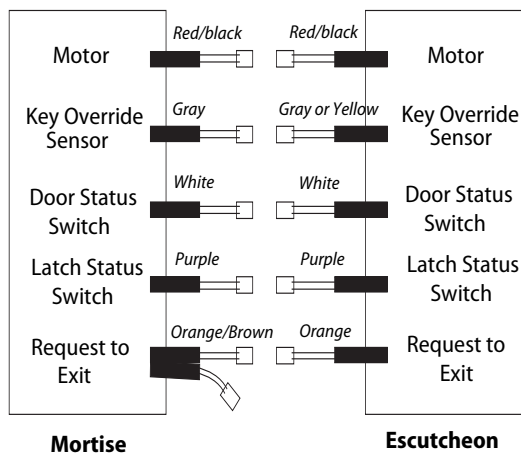 Red/black Red/black
Motor Motor
Gray Gray or Yellow
Key Override Key Override
Sensor Sensor
White White
Door Status Door Status
Switch Switch
Purple Purple
Latch Status Latch Status
Switch Switch
Orange/Brown Orange
Request to Request to
Exit Exit
Mortise Escutcheon